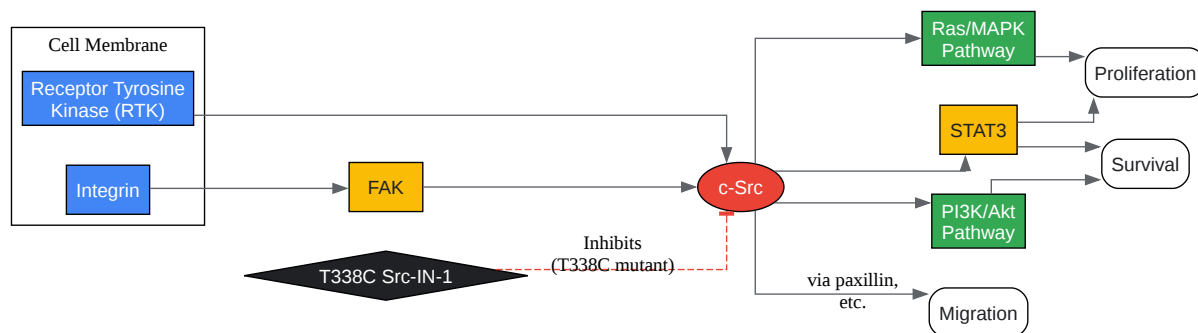 Cell Membrane
Receptor Tyrosine
Kinase (RTK)
Integrin
FAK
T338C Src-IN-1
Inhibits
(T338C mutant)
c-Src
Ras/MAPK
Pathway
STAT3
PI3K/Akt
Pathway
via paxillin,
etc.
Proliferation
Survival
Migration